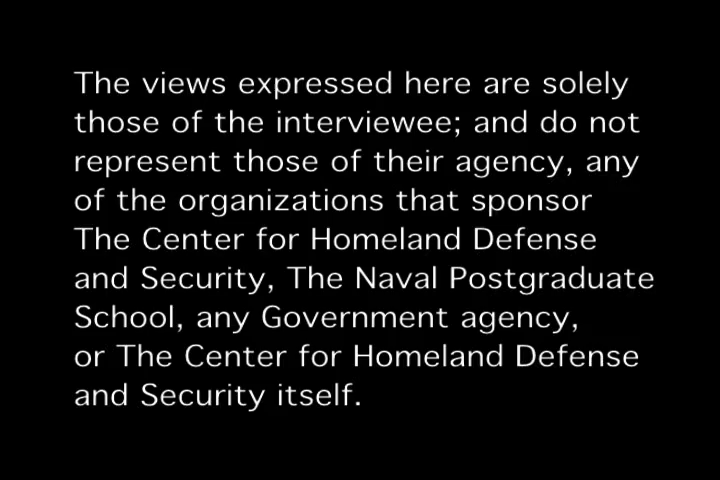 The views expressed here are solely
those of the interviewee; and do not
represent those of their agency, any
of the organizations that sponsor
The Center for Homeland Defense
and Security, The Naval Postgraduate
School, any Government agency,
or The Center for Homeland Defense
and Security itself.